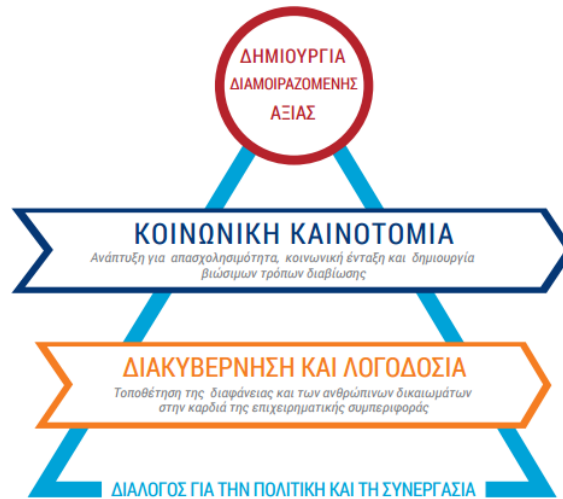 ΔΗΜΙΟΥΡΓΙΑ
ΔΙΑΜΟΙΡΑΖΟΜΕΝΗΣ
ΑΞΙΑΣ
ΚΟΙΝΩΝΙΚΗ ΚΑΙΝΟΤΟΜΙΑ
Ανάπτυξη για απασχολησιμότητα, κοινωνική ένταξη και δημιουργία
βιώσιμων τρόπων διαβίωσης
ΔΙΑΚΥΒΕΡΝΗΣΗ ΚΑΙ ΛΟΓΟΔΟΣΙΑ
Τοποθέτηση της διαφάνειας και των ανθρώπινων δικαιωμάτων
στην καρδιά της επιχειρηματικής συμπεριφοράς
ΔΙΑΛΟΓΟΣ ΓΙΑ ΤΗΝ ΠΟΛΙΤΙΚΗ ΚΑΙ ΤΗ ΣΥΝΕΡΓΑΣΙΑ